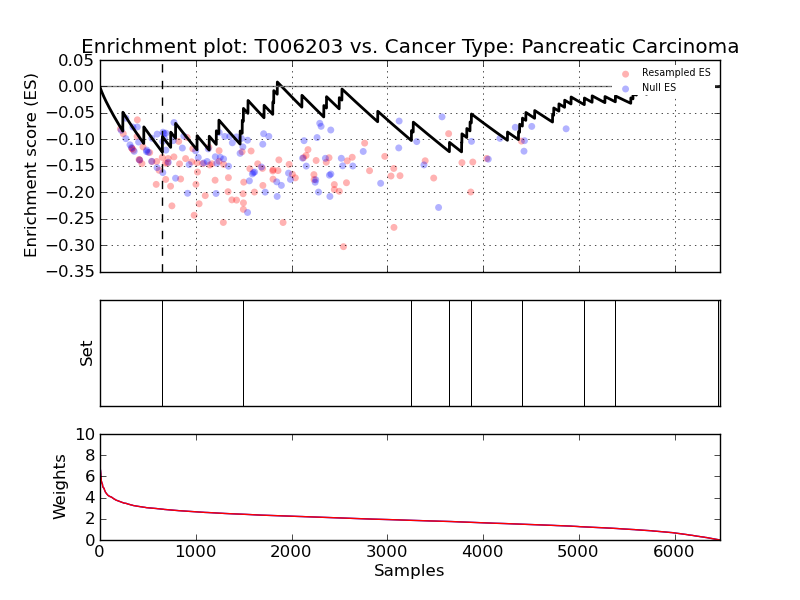 Enrichment plot: T006203 vs. Cancer Type: Pancreatic Carcinoma
Enrichment score (ES)
0.05
0.00
−0.05
−0.10
−0.15
−0.20
−0.25
−0.30
−0.35
Resampled ES
Null ES
Set
Weights
10
8
6
4
2
0
0 1000 2000 3000 4000 5000 6000
Samples